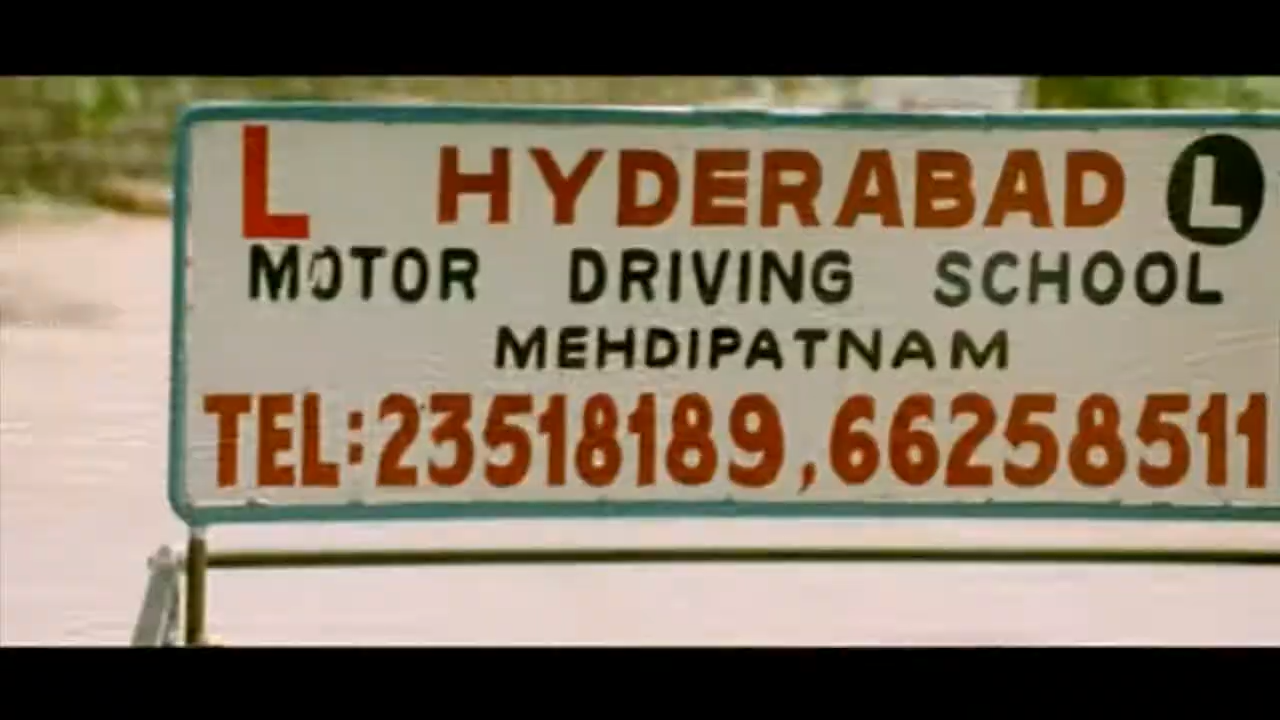 L HYDERABAD L
MOTOR DRIVING SCHOOL
MEHDIPATNAM
TEL:23518189,66258511